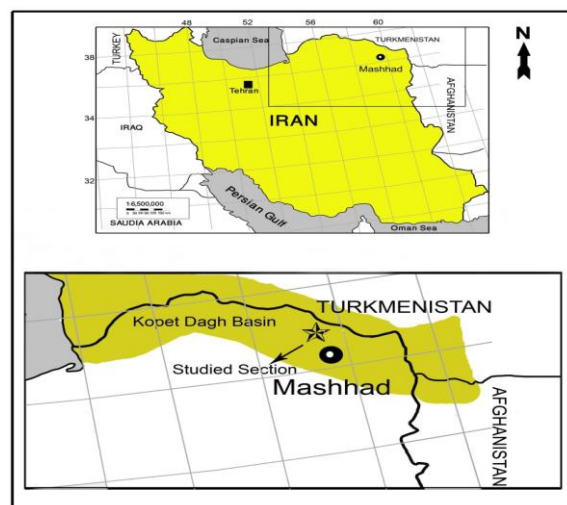 48
52
56
60
Caspian Sea
TURKMENISTAN
N
TURKEY
38
Mashhad
Tehran
AFGHANISTAN
34
IRAN
IRAQ
32
Persian Gulf
1:6,500,000
SAUDIA ARABIA
Oman Sea
TURKMENISTAN
Kopet Dagh Basin
Studied Section
Mashhad
AFGHANISTAN